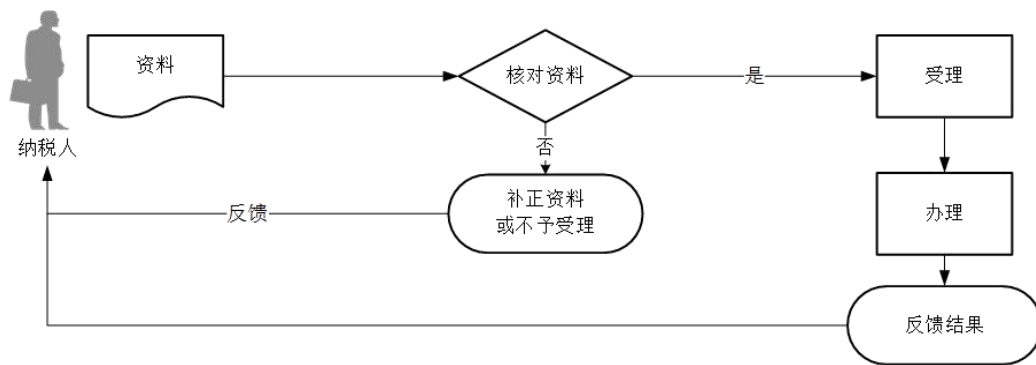 资料
核对资料
是
受理
纳税人
否
补正资料
或不予受理
反馈
办理
反馈结果